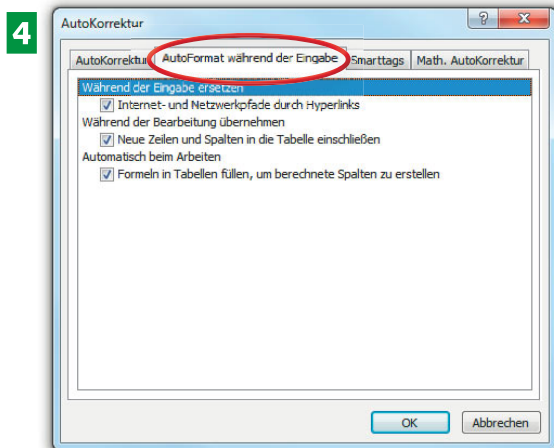 4
AutoKorrektur
AutoKorrektur AutoFormat während der Eingabe Smarttags Math. AutoKorrektur
Während der Eingabe ersetzen
Internet- und Netzwerkpfade durch Hyperlinks
Während der Bearbeitung übernehmen
Neue Zeilen und Spalten in die Tabelle einschließen
Automatisch beim Arbeiten
Formeln in Tabellen füllen, um berechnete Spalten zu erstellen
OK Abbrechen